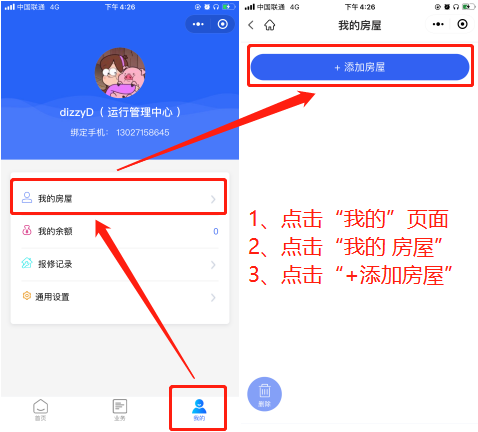 中国联通 4G 下午4:26
dizzyD（ 运行管理中心 ）
绑定手机： 13027158645
我的房屋
我的余额 0
报修记录
通用设置
首页 业务 我的
中国联通 4G 下午4:26
我的房屋
+ 添加房屋
1、点击“我的”页面
2、点击“我的 房屋”
3、点击“+添加房屋”
删除